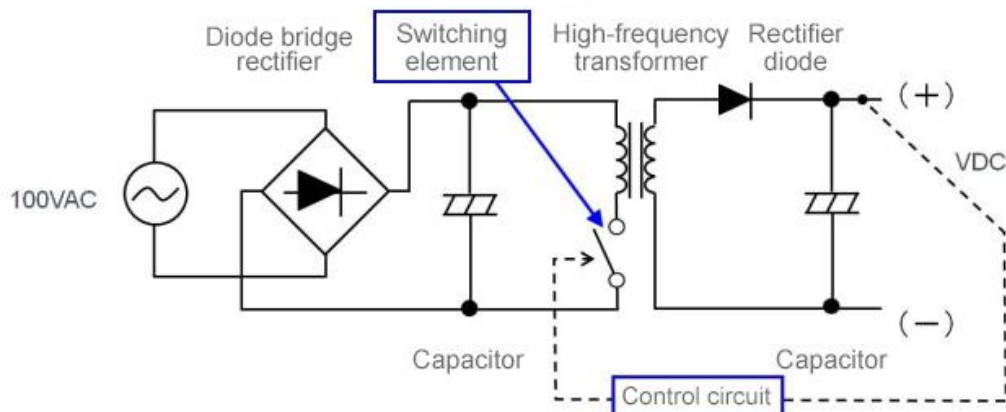 Diode bridge
rectifier
Switching
element
High-frequency
transformer
Rectifier
diode
(+)
VDC
100VAC
(−)
Capacitor
Capacitor
Control circuit